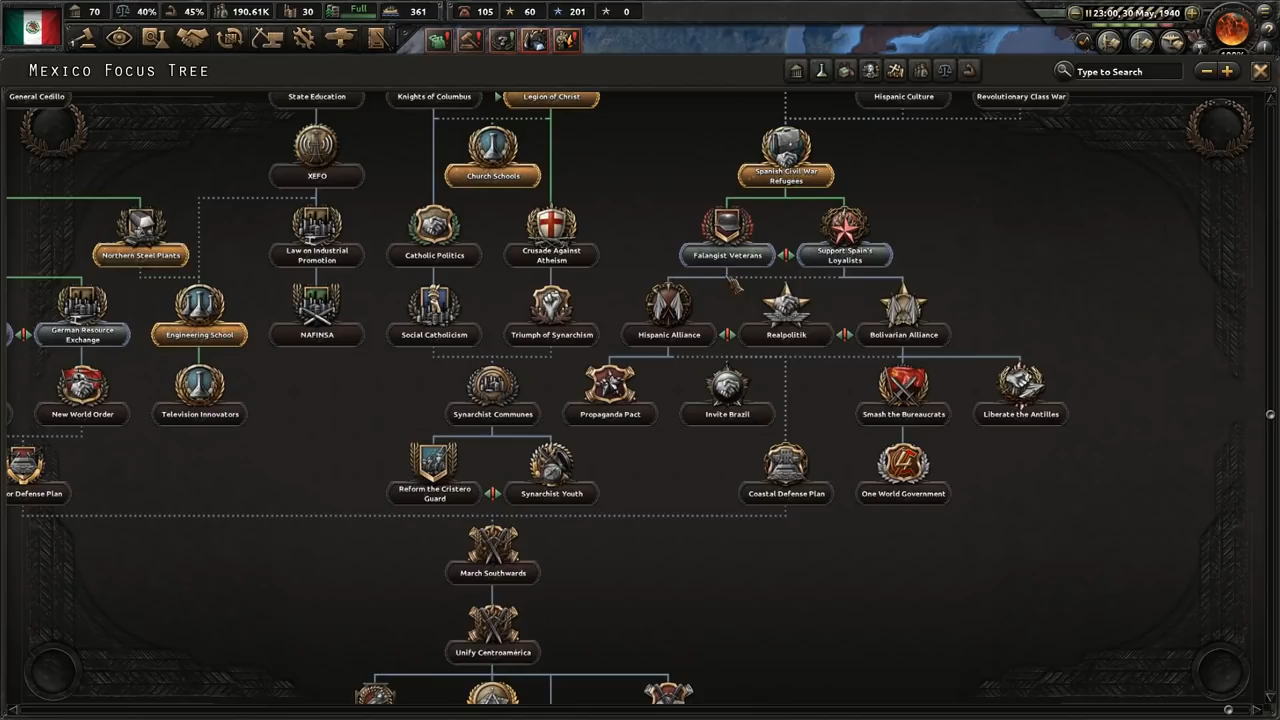 70 40% 45% 190.61K 30 Full 361 105 60 201 0
23:00, 30 May, 1940
Mexico Focus Tree
Type to Search
General Cedillo
State Education
Knights of Columbus
Legion of Christ
Hispanic Culture
Revolutionary Class War
XEFO
Church Schools
Spanish Civil War
Refugees
Northern Steel Plants
Law on Industrial
Promotion
Catholic Politics
Crusade Against
Atheism
Falangist Veterans
Support Spain's
Loyalists
German Resource
Exchange
Engineering School
NAFINSA
Social Catholicism
Triumph of Synarchism
Hispanic Alliance
Realpolitik
Bolivarian Alliance
New World Order
Television Innovators
Synarchist Communes
Propaganda Pact
Invite Brazil
Smash the Bureaucrats
Liberate the Antilles
or Defense Plan
Reform the Cristero
Guard
Synarchist Youth
Coastal Defense Plan
One World Government
March Southwards
Unify Centroamérica